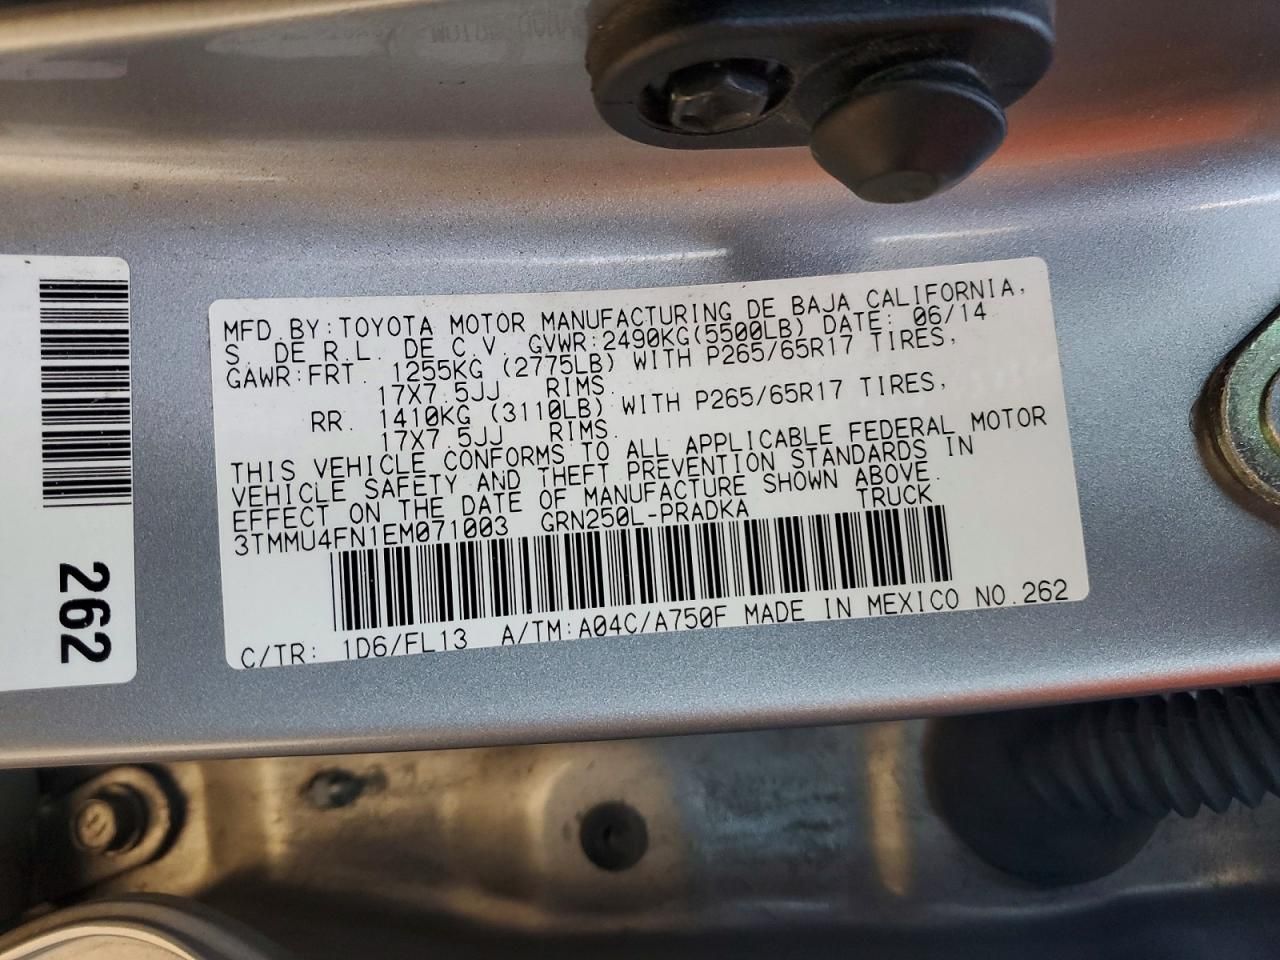 MFD.BY:TOYOTA MOTOR MANUFACTURING DE BAJA CALIFORNIA,
S. DE R.L. DE C.V. GVWR:2490KG(5500LB) DATE: 06/14
GAWR:FRT. 1255KG (2775LB) WITH P265/65R17 TIRES,
17X7.5JJ RIMS.
RR. 1410KG (3110LB) WITH P265/65R17 TIRES,
17X7.5JJ RIMS.
THIS VEHICLE CONFORMS TO ALL APPLICABLE FEDERAL MOTOR
VEHICLE SAFETY AND THEFT PREVENTION STANDARDS IN
EFFECT ON THE DATE OF MANUFACTURE SHOWN ABOVE.
3TMMU4FN1EM071003 GRN250L-PRADKA TRUCK
C/TR: 1D6/FL13 A/TM:A04C/A750F MADE IN MEXICO NO.262
262